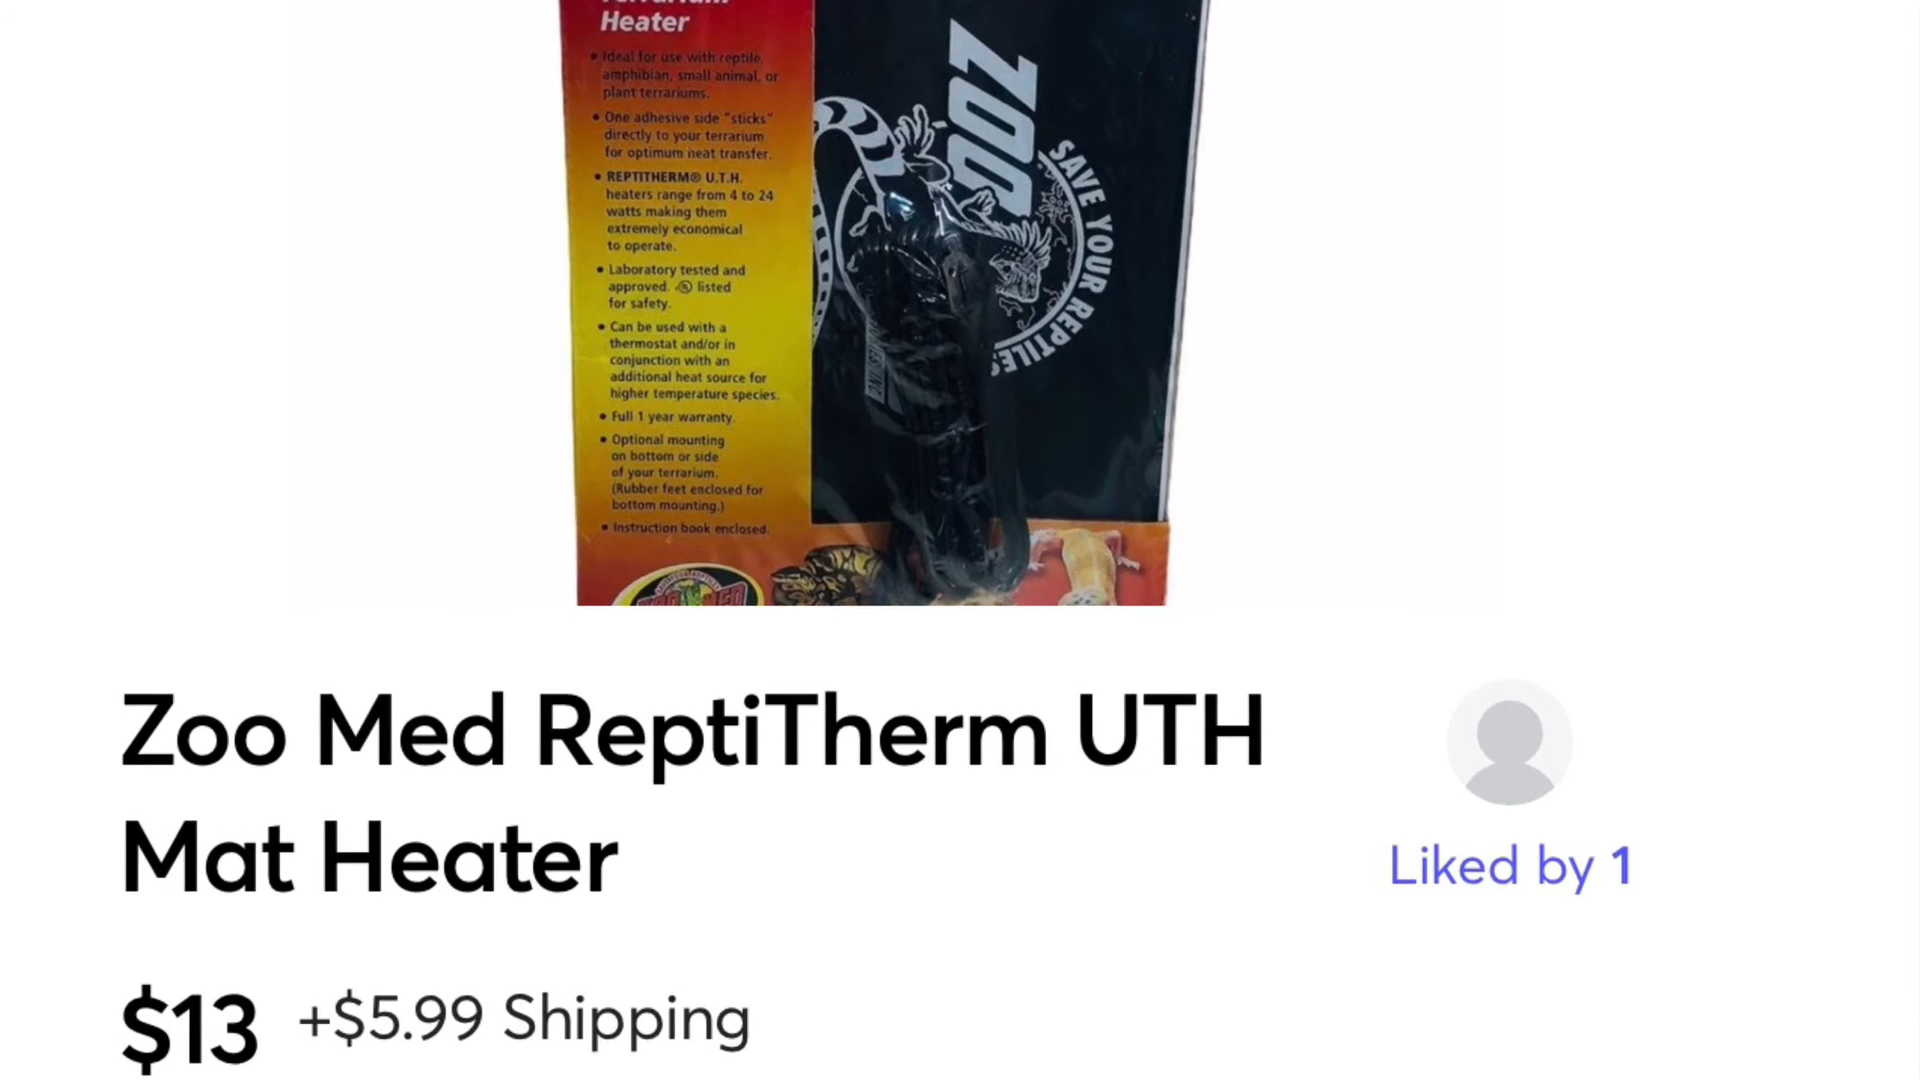 Heater
• Ideal for use with reptile,
amphibian, small animal, or
plant terrariums.
• One adhesive side "sticks"
directly to your terrarium
for optimum heat transfer.
• REPTITHERM® U.T.H.
heaters range from 4 to 24
watts making them
extremely economical
to operate.
• Laboratory tested and
approved. listed
for safety.
• Can be used with a
thermostat and/or in
conjunction with an
additional heat source for
higher temperature species.
• Full 1 year warranty.
• Optional mounting
on bottom or side
of your terrarium.
(Rubber feet enclosed for
bottom mounting.)
• Instruction book enclosed.
ZOO
SAVE YOUR REPTILES
Zoo Med ReptiTherm UTH
Mat Heater
Liked by 1
$13 +$5.99 Shipping